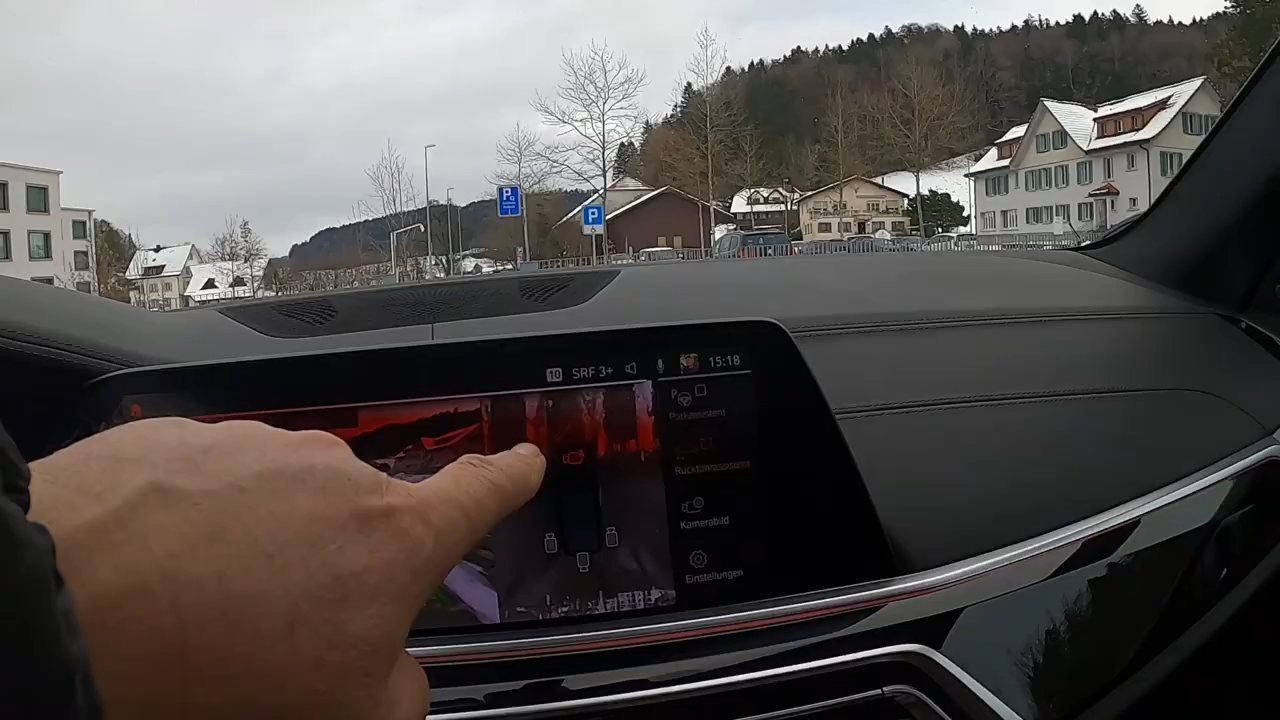 P
P
10 SRF 3+ 15:18
P
Parkassistent
Rückfahrassistent
Kamerabild
Einstellungen